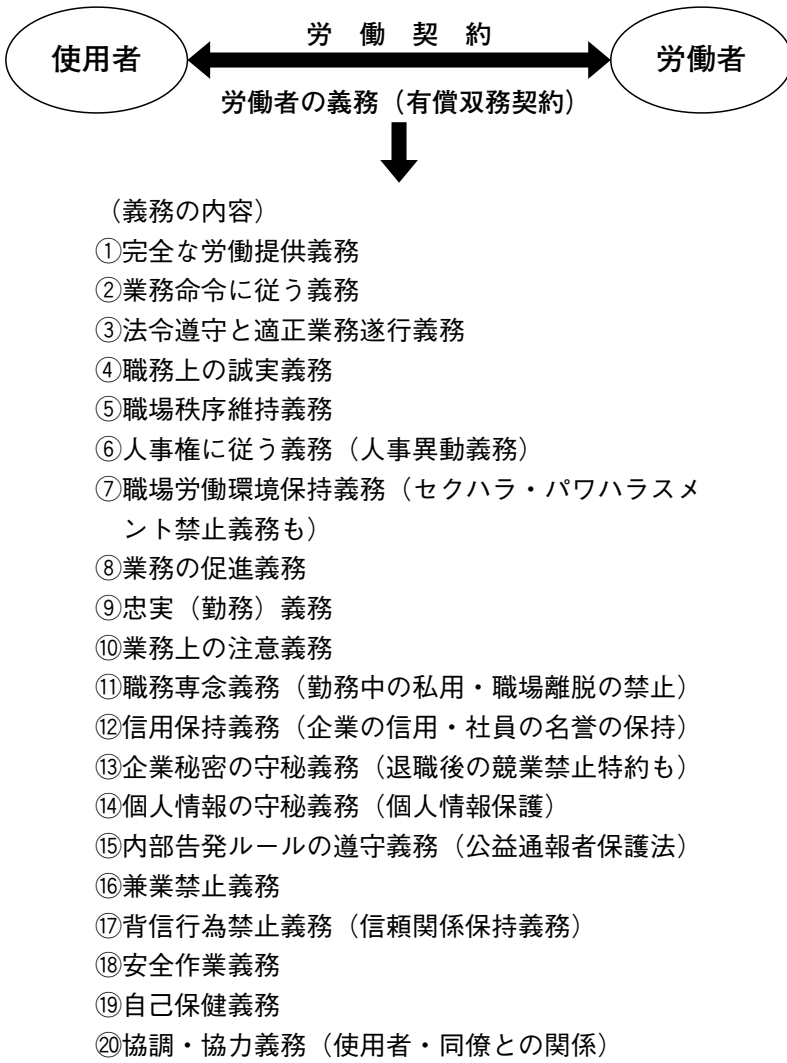 使用者
労働契約
労働者
労働者の義務（有償双務契約）
（義務の内容）
①完全な労働提供義務
②業務命令に従う義務
③法令遵守と適正業務遂行義務
④職務上の誠実義務
⑤職場秩序維持義務
⑥人事権に従う義務（人事異動義務）
⑦職場労働環境保持義務（セクハラ・パワハラスメ
ント禁止義務も）
⑧業務の促進義務
⑨忠実（勤務）義務
⑩業務上の注意義務
⑪職務専念義務（勤務中の私用・職場離脱の禁止）
⑫信用保持義務（企業の信用・社員の名誉の保持）
⑬企業秘密の守秘義務（退職後の競業禁止特約も）
⑭個人情報の守秘義務（個人情報保護）
⑮内部告発ルールの遵守義務（公益通報者保護法）
⑯兼業禁止義務
⑰背信行為禁止義務（信頼関係保持義務）
⑱安全作業義務
⑲自己保健義務
⑳協調・協力義務（使用者・同僚との関係）